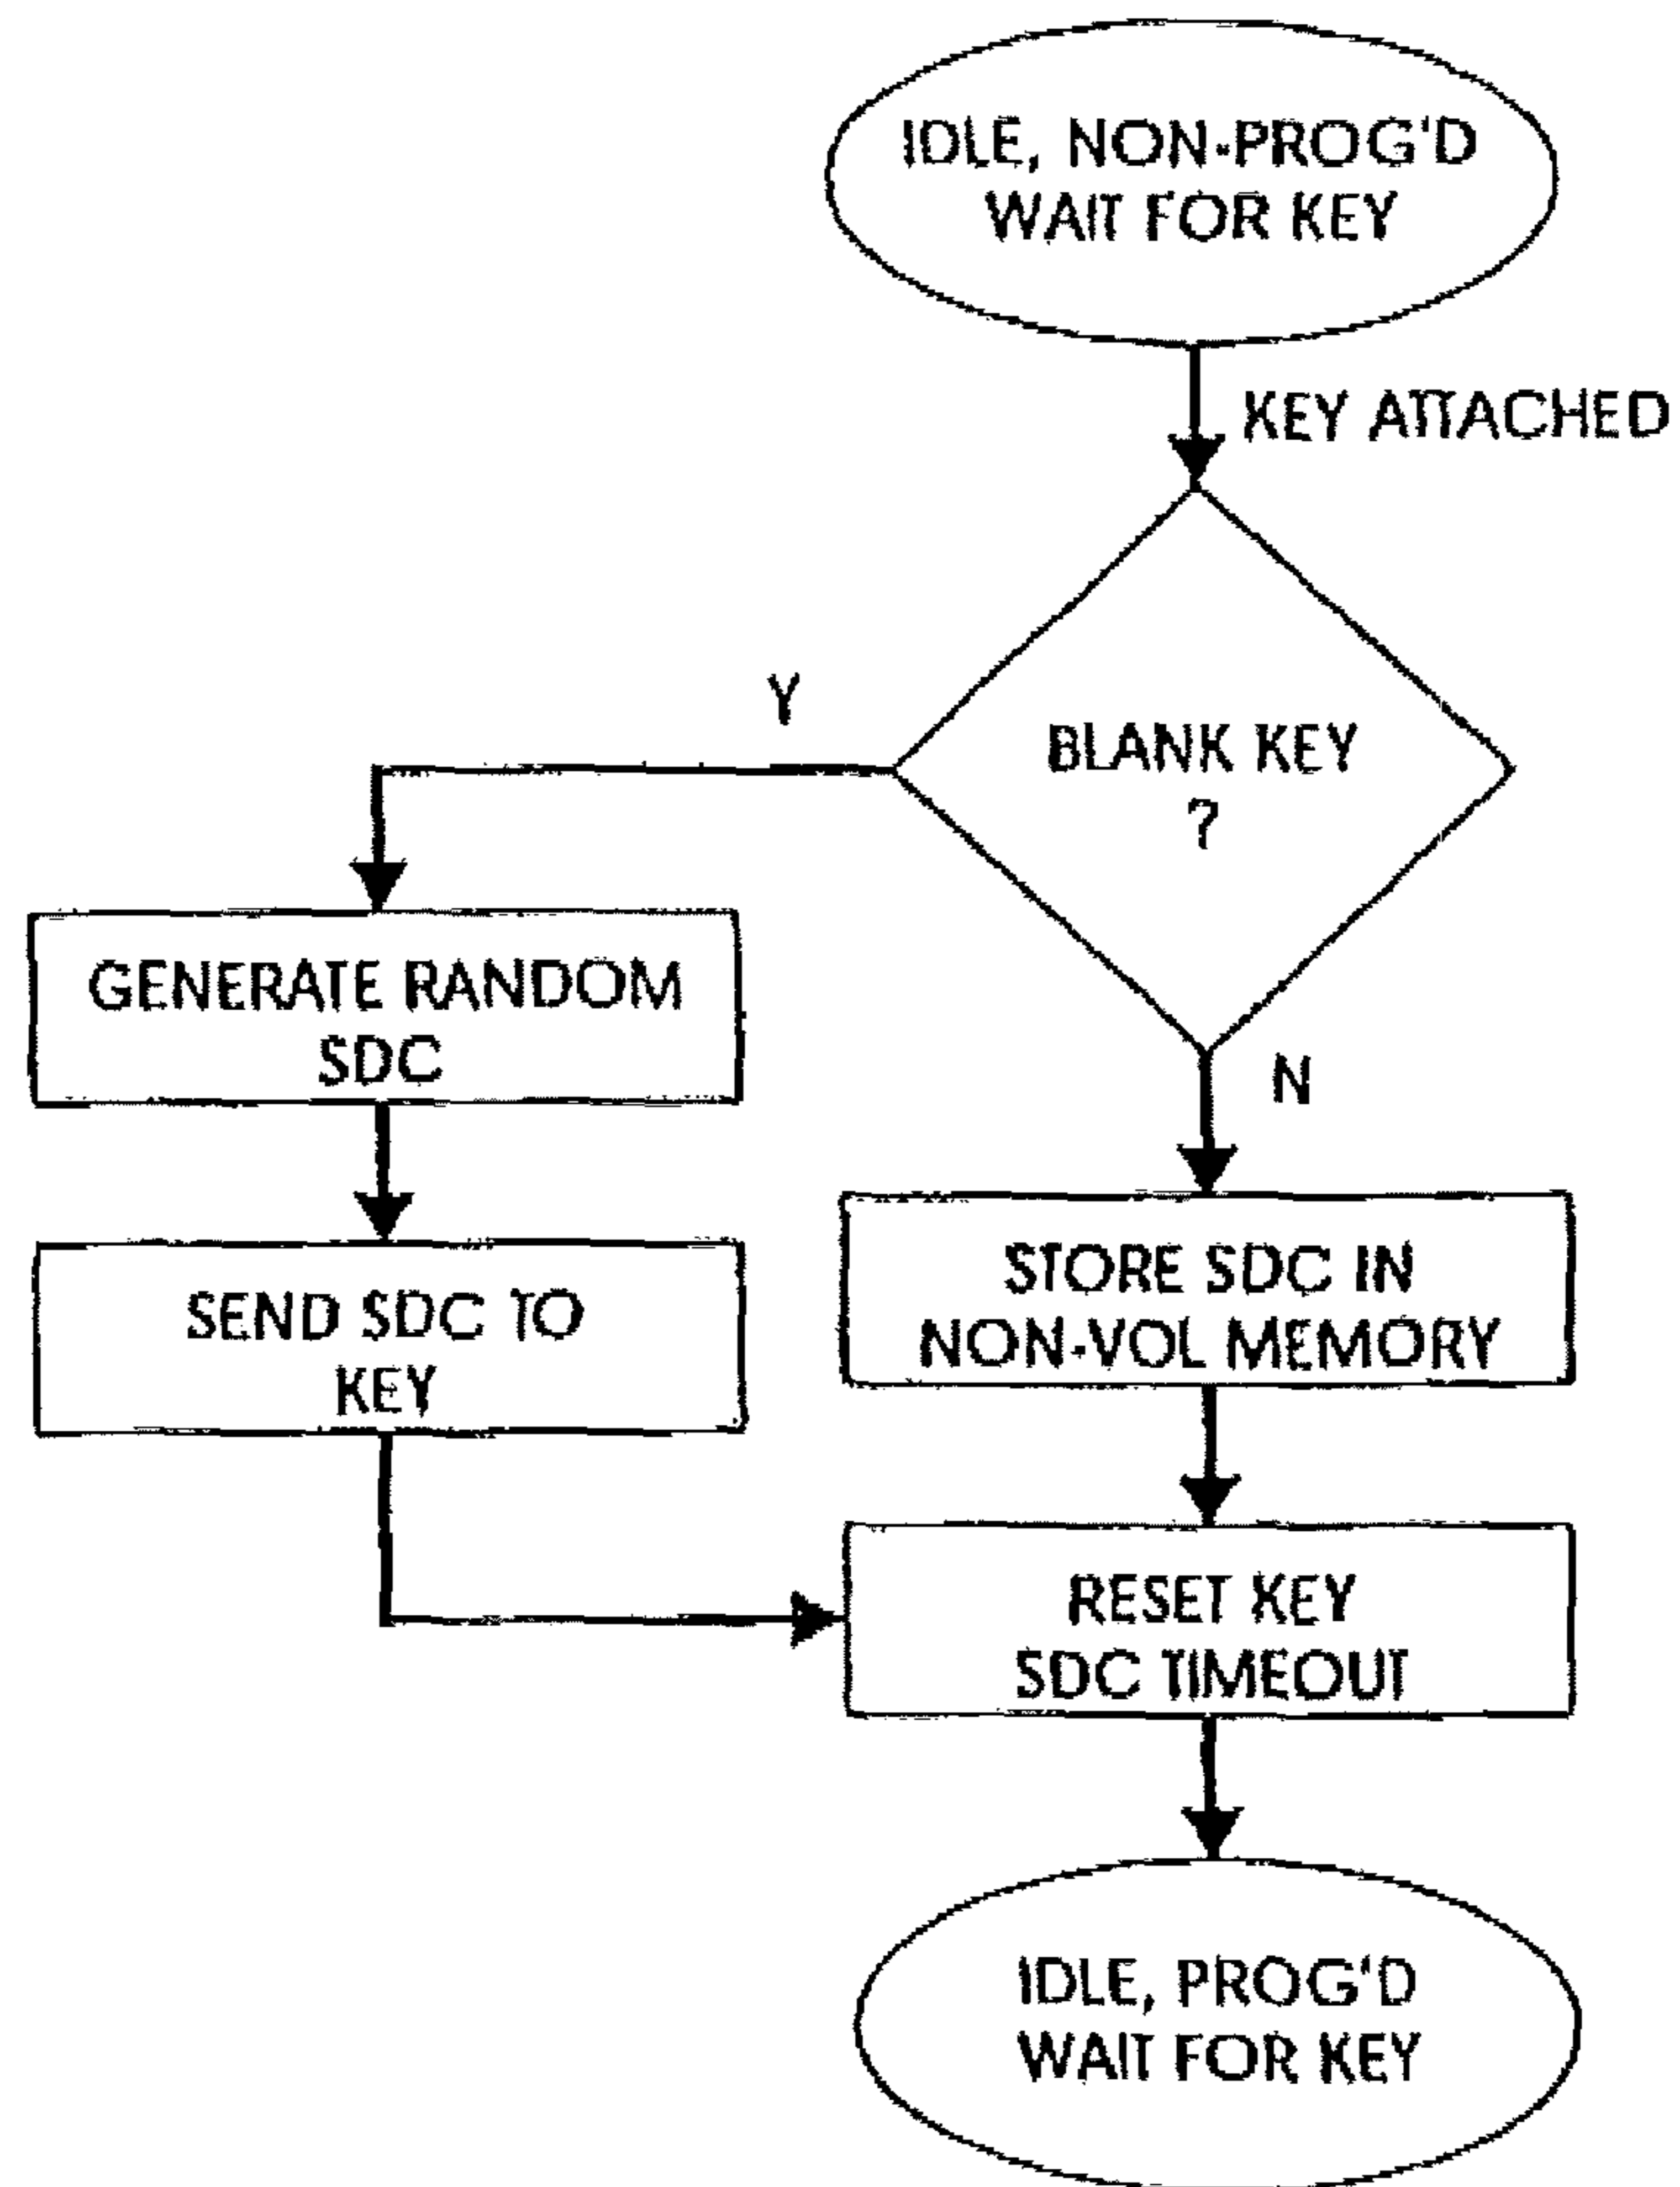 IDLE, NON-PROG'D
WAIT FOR KEY
KEY ATTACHED
BLANK KEY
?
Y
N
GENERATE RANDOM
SDC
SEND SDC TO
KEY
STORE SDC IN
NON-VOL MEMORY
RESET KEY
SDC TIMEOUT
IDLE, PROG'D
WAIT FOR KEY